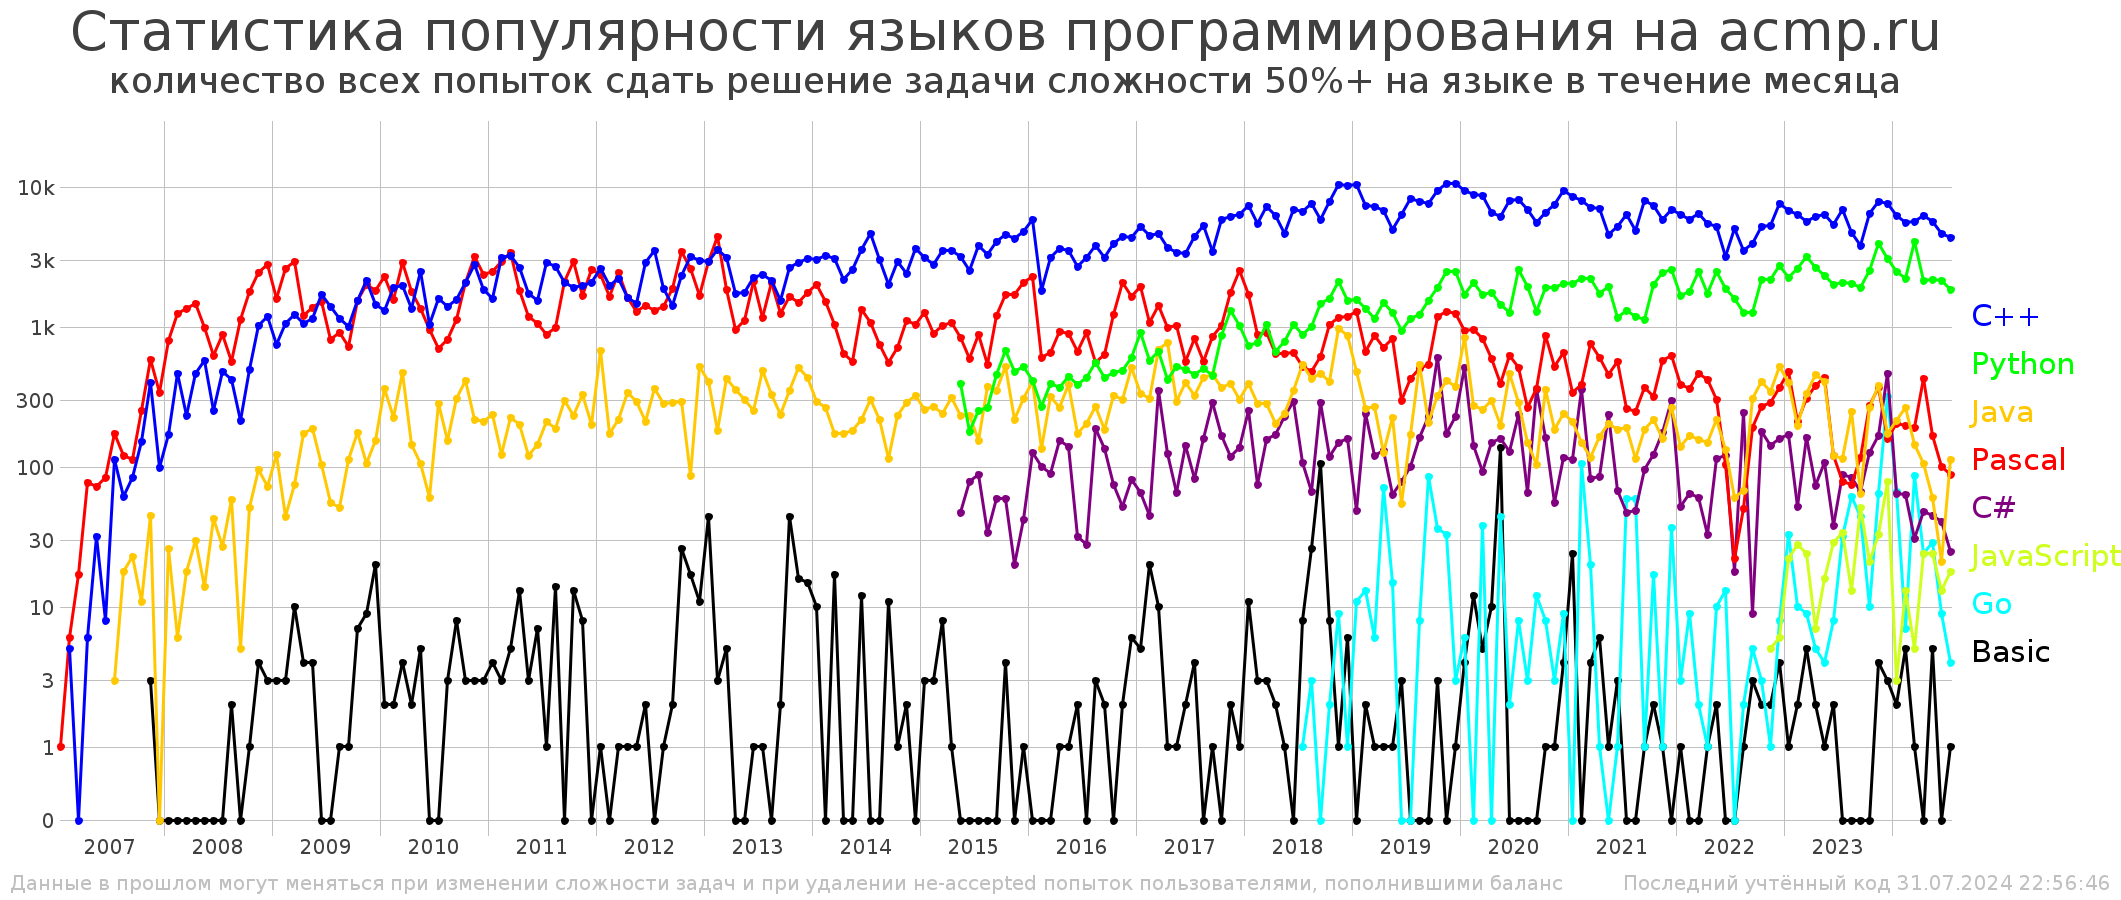 Статистика популярности языков программирования на acmp.ru
количество всех попыток сдать решение задачи сложности 50%+ на языке в течение месяца
10k
3k
1k
300
100
30
10
3
1
0
C++
Python
Java
Pascal
C#
JavaScript
Go
Basic
2007 2008 2009 2010 2011 2012 2013 2014 2015 2016 2017 2018 2019 2020 2021 2022 2023
Данные в прошлом могут меняться при изменении сложности задач и при удалении не-accepted попыток пользователями, пополнившими баланс
Последний учтённый код 31.07.2024 22:56:46